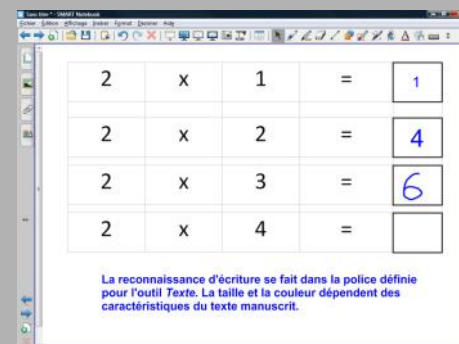 2 x 1 = 1
2 x 2 = 4
2 x 3 = 6
2 x 4 =
La reconnaissance d'écriture se fait dans la police définie
pour l'outil Texte. La taille et la couleur dépendent des
caractéristiques du texte manuscrit.